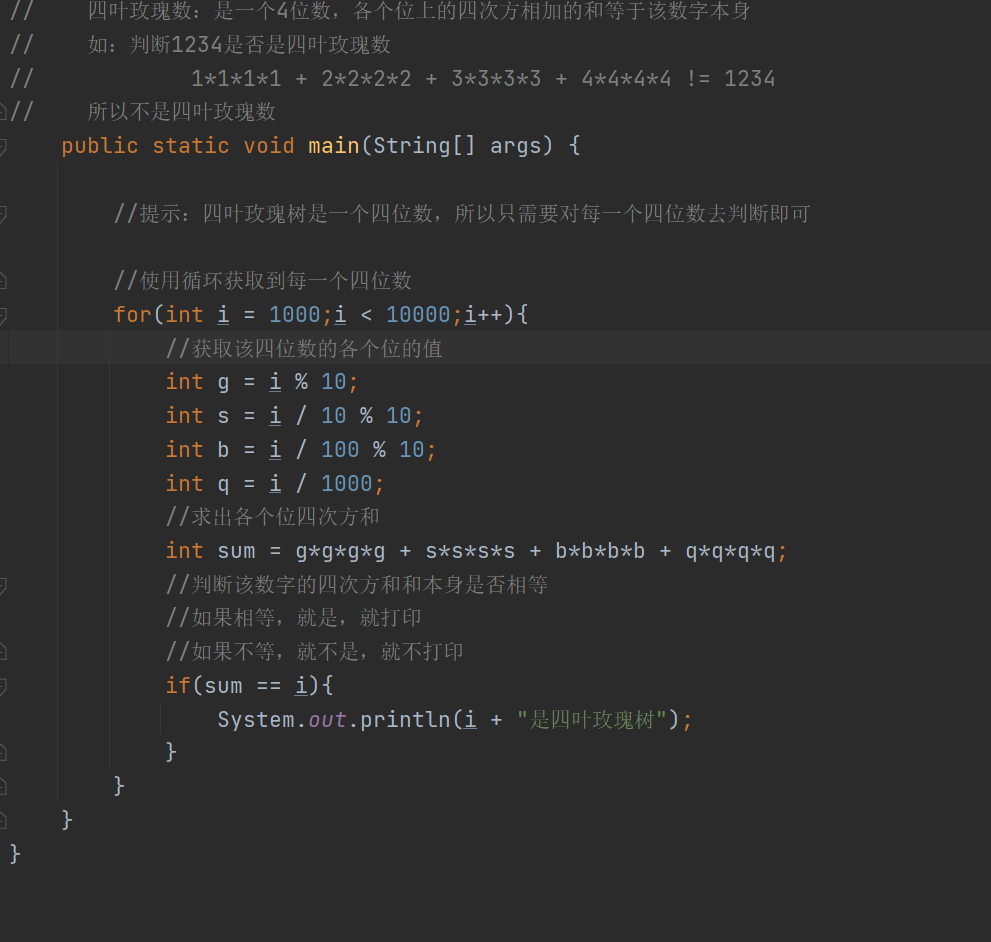 //    四叶玫瑰数：是一个4位数，各个位上的四次方相加的和等于该数字本身
//    如：判断1234是否是四叶玫瑰数
//            1*1*1*1 + 2*2*2*2 + 3*3*3*3 + 4*4*4*4 != 1234
//    所以不是四叶玫瑰数
    public static void main(String[] args) {
        //提示：四叶玫瑰树是一个四位数，所以只需要对每一个四位数去判断即可
        //使用循环获取到每一个四位数
        for(int i = 1000;i < 10000;i++){
            //获取该四位数的各个位的值
            int g = i % 10;
            int s = i / 10 % 10;
            int b = i / 100 % 10;
            int q = i / 1000;
            //求出各个位四次方和
            int sum = g*g*g*g + s*s*s*s + b*b*b*b + q*q*q*q;
            //判断该数字的四次方和和本身是否相等
            //如果相等，就是，就打印
            //如果不等，就不是，就不打印
            if(sum == i){
                System.out.println(i + "是四叶玫瑰树");
            }
        }
    }
}